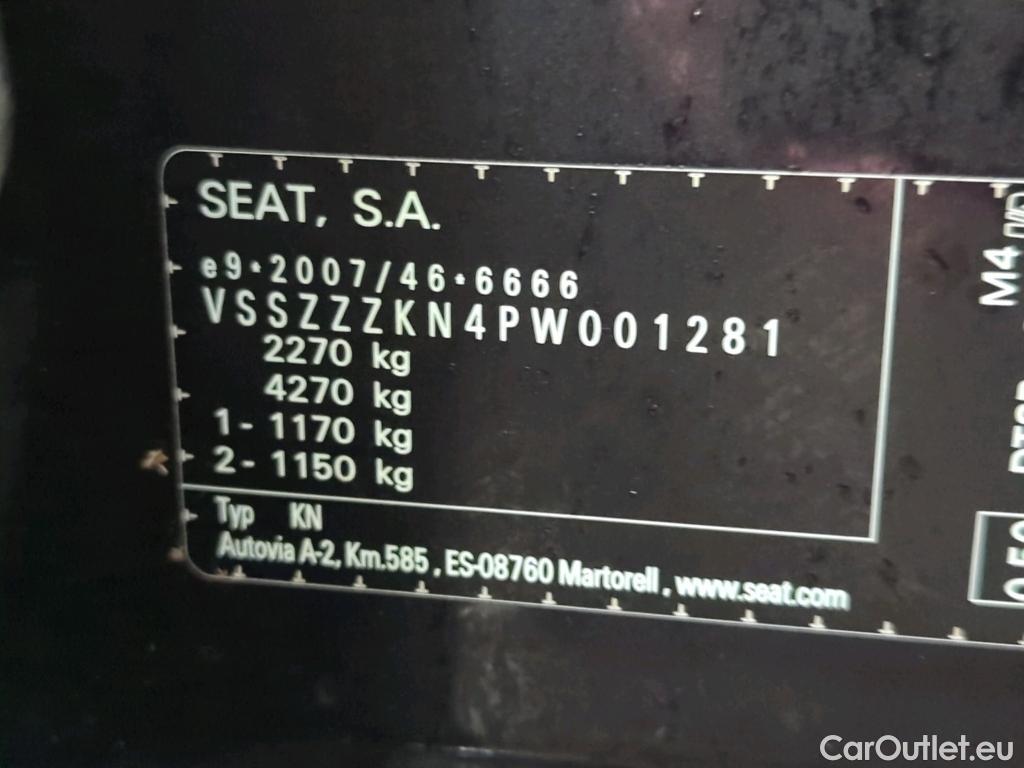 SEAT, S.A.
e9*2007/46*6666
VSSZZZKN4PW001281
2270 kg
4270 kg
1- 1170 kg
2- 1150 kg
Typ KN
Autovia A-2, Km.585 , ES-08760 Martorell , www.seat.com
M4
CarOutlet.eu